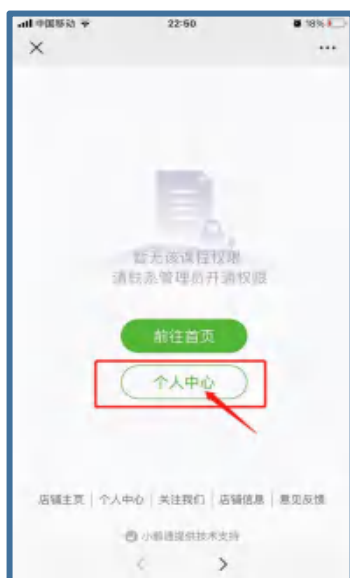 中国移动 22:50 18%
暂无该课程权限
请联系管理员开通权限
前往首页
个人中心
店铺主页 | 个人中心 | 关注我们 | 店铺信息 | 意见反馈
小鹅通提供技术支持